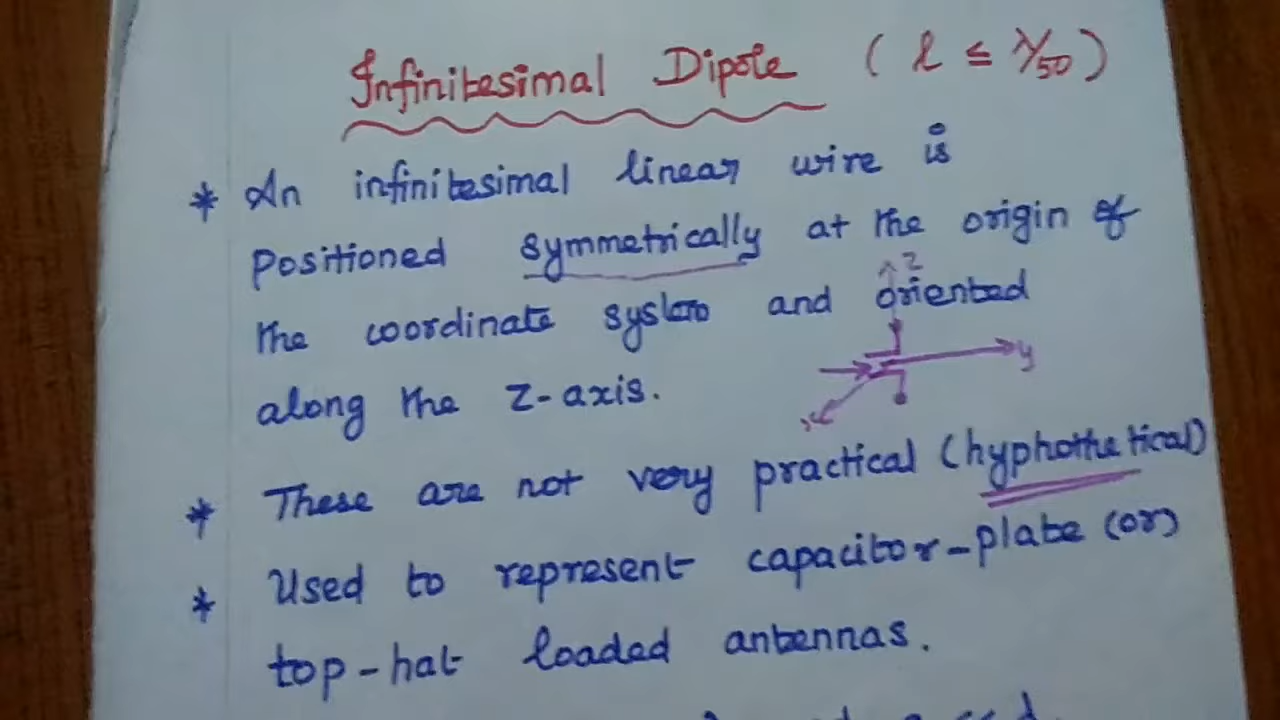 Infinitesimal Dipole ( l ≤ λ/50 )
* An infinitesimal linear wire is
positioned symmetrically at the origin of
the coordinate system and oriented
along the z-axis.
z
y
x
* These are not very practical (hyphothetical)
* Used to represent capacitor-plate (or)
top-hat loaded antennas.